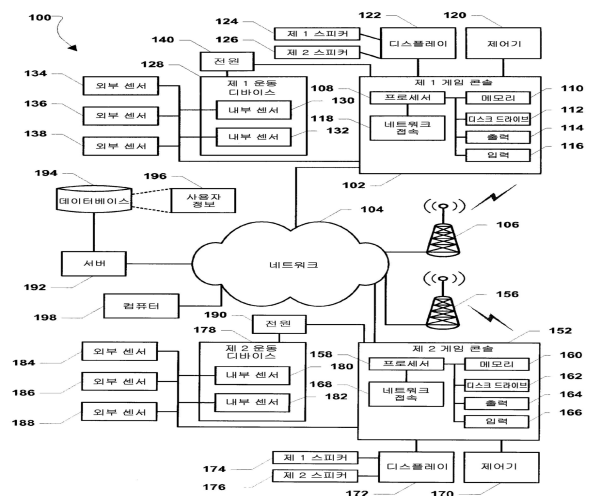 100
124
제 1 스피커
122
120
140
126
제 2 스피커
디스플레이
제어기
128
전원
134
외부 센서
제 1 운동
디바이스
제 1 게임 콘솔
108
프로세서
메모리
110
136
외부 센서
내부 센서
130
디스크 드라이브
112
118
네트워크
접속
출력
114
138
외부 센서
내부 센서
132
입력
116
102
194
196
104
데이터베이스
사용자
정보
106
서버
네트워크
192
156
198
컴퓨터
190
전원
178
152
184
외부 센서
제 2 운동
디바이스
제 2 게임 콘솔
158
프로세서
메모리
160
186
외부 센서
내부 센서
180
디스크 드라이브
162
168
네트워크
접속
출력
164
188
외부 센서
내부 센서
182
입력
166
174
제 1 스피커
디스플레이
제어기
176
제 2 스피커
172
170